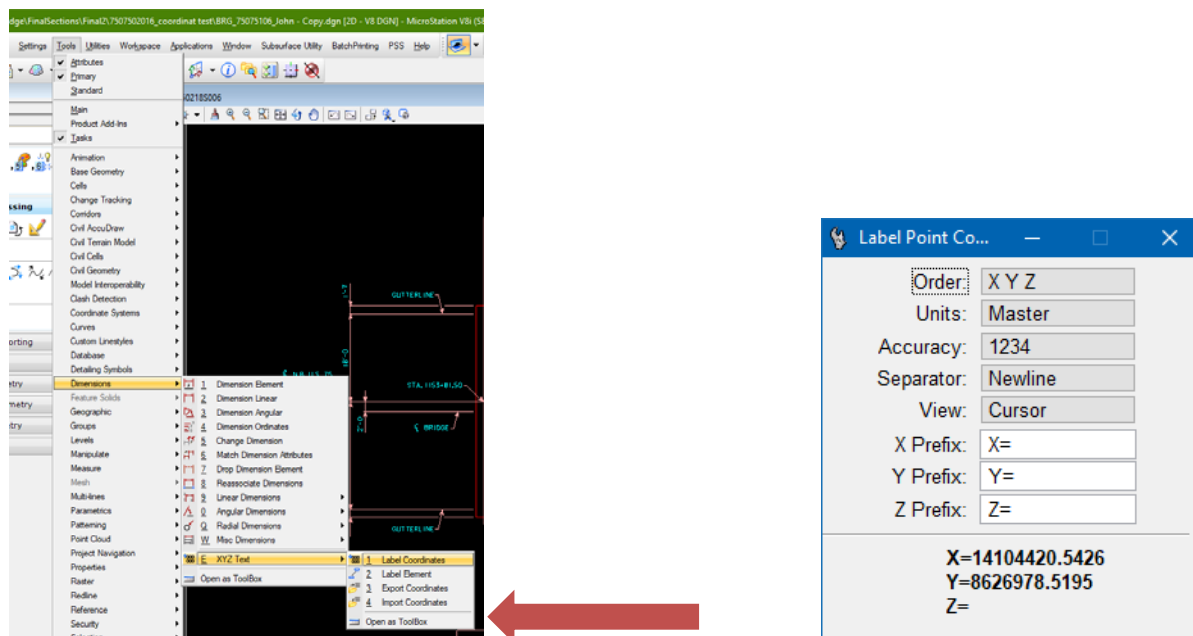 dge\FinalSections\Final2\7507502016_coordinat test\BRG_75075106_John - Copy.dgn [2D - V8 DGN] - MicroStation V8i (S
Settings Tools Utilities Workspace Applications Window Subsurface Utility BatchPrinting PSS Help
Attributes
Primary
Standard
Main
Product Add-Ins
Tasks
Animation
Base Geometry
Cells
Change Tracking
Corridors
Civil AccuDraw
Civil Terrain Model
Civil Cells
Civil Geometry
Model Interoperability
Clash Detection
Coordinate Systems
Curves
Custom Linestyles
Database
Detailing Symbols
Dimensions
Feature Solids
Geographic
Groups
Levels
Manipulate
Measure
Mesh
Multi-lines
Parametrics
Patterning
Point Cloud
Project Navigation
Properties
Raster
Redline
Reference
Security
1 Dimension Element
2 Dimension Linear
3 Dimension Angular
4 Dimension Ordinates
5 Change Dimension
6 Match Dimension Attributes
7 Drop Dimension Element
8 Reassociate Dimensions
9 Linear Dimensions
0 Angular Dimensions
Q Radial Dimensions
W Misc Dimensions
E XYZ Text
Open as ToolBox
1 Label Coordinates
2 Label Element
3 Export Coordinates
4 Import Coordinates
Open as ToolBox
02185006
ssing
orting
etry
metry
try
GUTTERLINE
STA. 1153+81.50
BRIDGE
GUTTERLINE
Label Point Co...
Order: X Y Z
Units: Master
Accuracy: 1234
Separator: Newline
View: Cursor
X Prefix: X=
Y Prefix: Y=
Z Prefix: Z=
X=14104420.5426
Y=8626978.5195
Z=